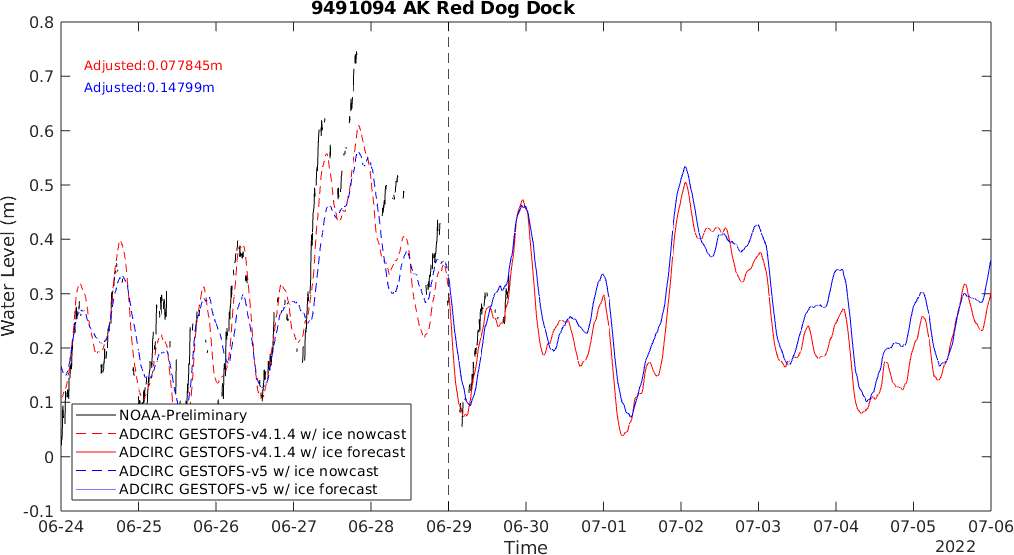 9491094 AK Red Dog Dock
0.8
0.7
0.6
0.5
0.4
0.3
0.2
0.1
0
-0.1
Water Level (m)
Adjusted:0.077845m
Adjusted:0.14799m
NOAA-Preliminary
ADCIRC GESTOFS-v4.1.4 w/ ice nowcast
ADCIRC GESTOFS-v4.1.4 w/ ice forecast
ADCIRC GESTOFS-v5 w/ ice nowcast
ADCIRC GESTOFS-v5 w/ ice forecast
06-24 06-25 06-26 06-27 06-28 06-29 06-30 07-01 07-02 07-03 07-04 07-05 07-06
Time
2022